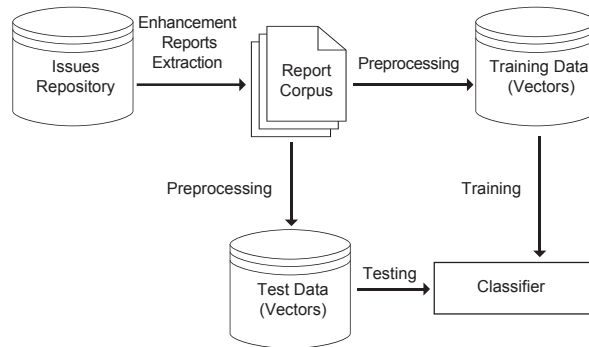 Enhancement
Reports
Extraction
Issues
Repository
Report
Corpus
Preprocessing
Training Data
(Vectors)
Preprocessing
Training
Test Data
(Vectors)
Testing
Classifier